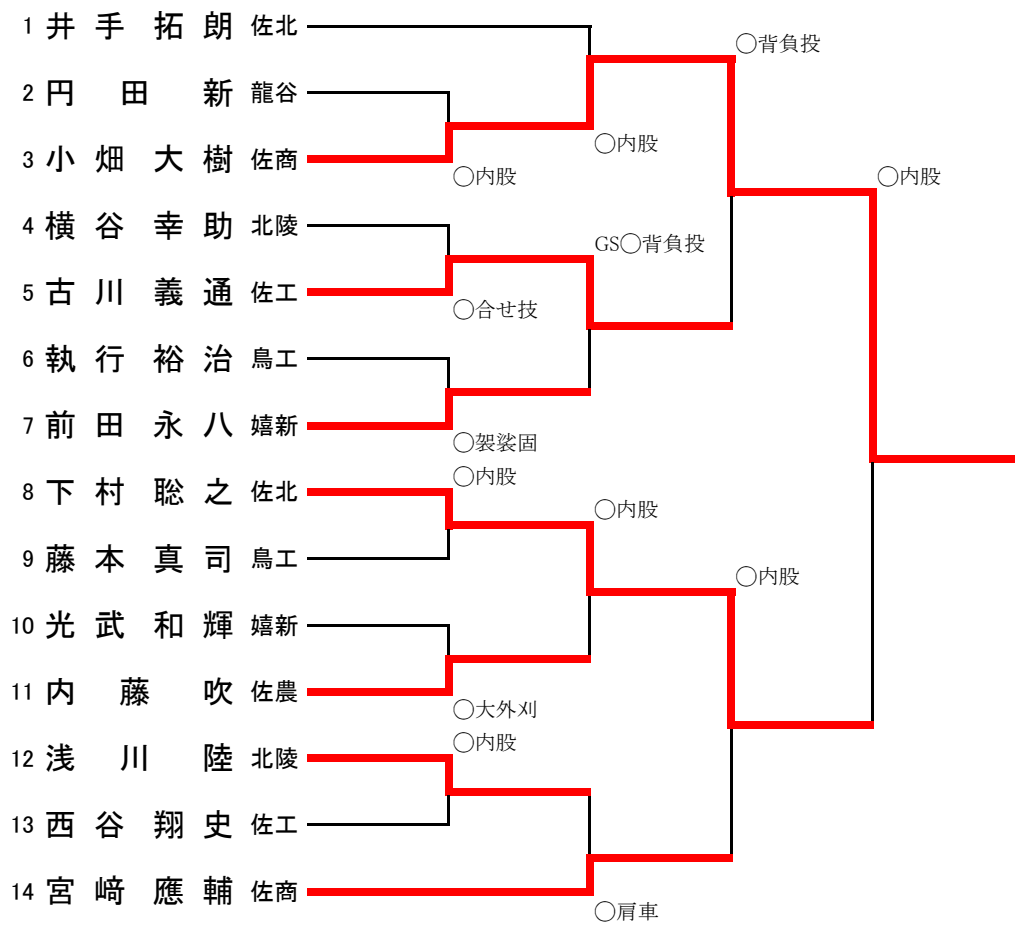 1 井手拓朗 佐北
○背負投
2 円田新 龍谷
○内股
3 小畑大樹 佐商
○内股
○内股
4 横谷幸助 北陵
GS○背負投
5 古川義通 佐工
○合せ技
6 執行裕治 鳥工
7 前田永八 嬉新
○袈裟固
○内股
8 下村聡之 佐北
○内股
9 藤本真司 鳥工
○内股
10 光武和輝 嬉新
11 内藤吹 佐農
○大外刈
○内股
12 浅川陸 北陵
13 西谷翔史 佐工
14 宮﨑應輔 佐商
○肩車